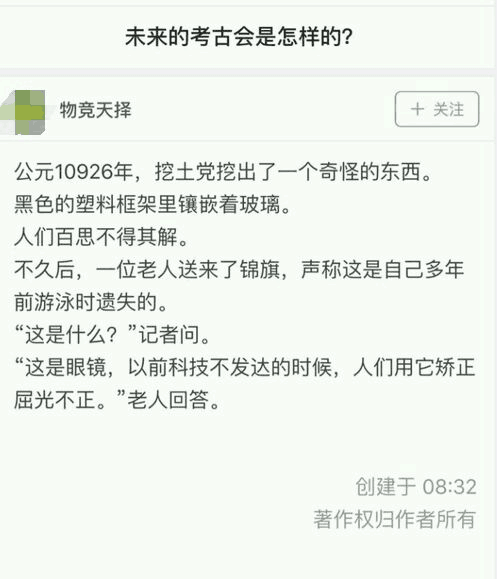 未来的考古会是怎样的?
物竞天择
+ 关注
公元10926年，挖土党挖出了一个奇怪的东西。
黑色的塑料框架里镶嵌着玻璃。
人们百思不得其解。
不久后，一位老人送来了锦旗，声称这是自己多年
前游泳时遗失的。
“这是什么？”记者问。
“这是眼镜，以前科技不发达的时候，人们用它矫正
屈光不正。”老人回答。
创建于 08:32
著作权归作者所有